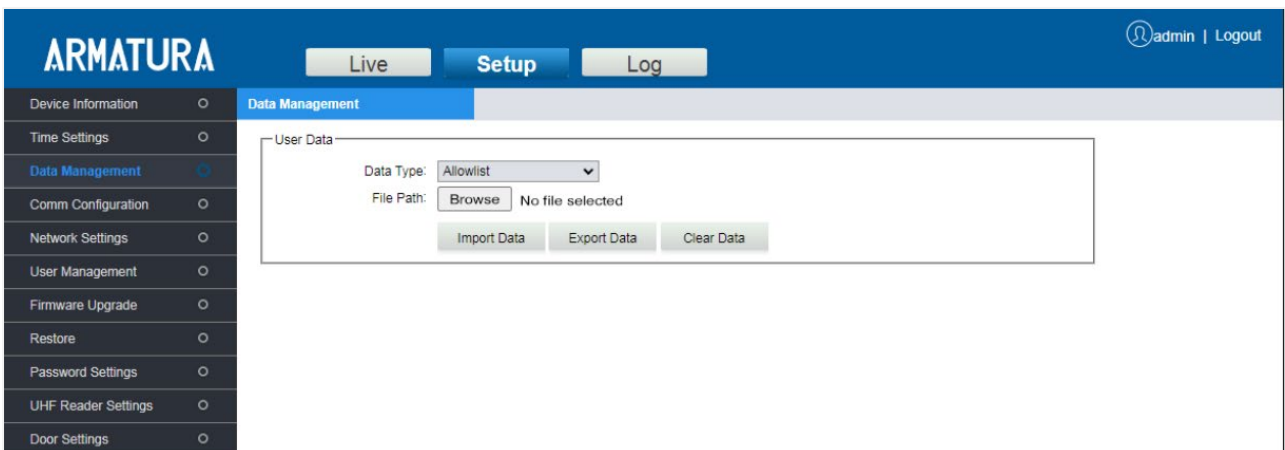 ARMATURA
Live Setup Log
admin | Logout
Device Information
Time Settings
Data Management
Comm Configuration
Network Settings
User Management
Firmware Upgrade
Restore
Password Settings
UHF Reader Settings
Door Settings
Data Management
User Data
Data Type: Allowlist
File Path: Browse No file selected
Import Data Export Data Clear Data